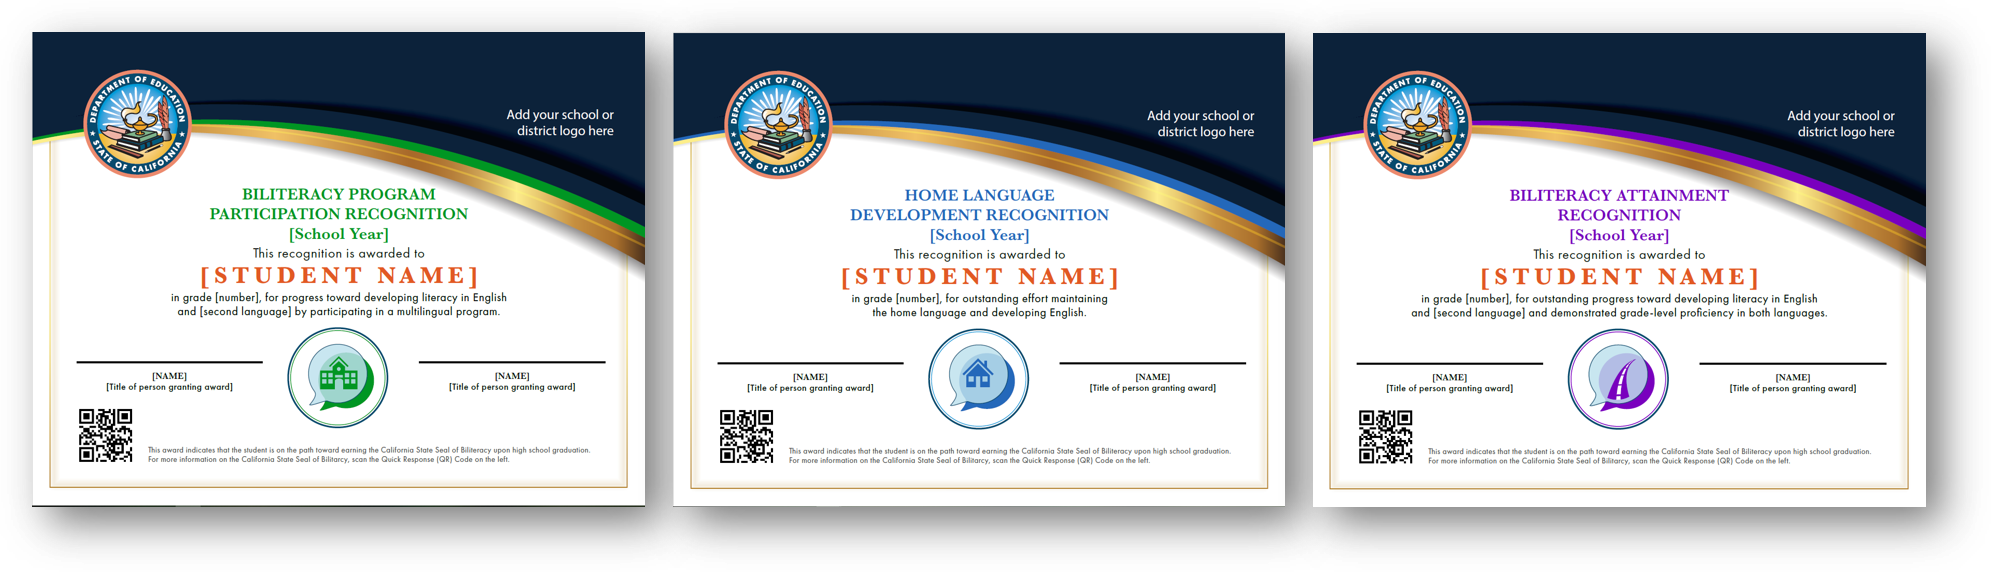 DEPARTMENT OF EDUCATION
STATE OF CALIFORNIA
Add your school or
district logo here
BILITERACY PROGRAM
PARTICIPATION RECOGNITION
[School Year]
This recognition is awarded to
[STUDENT NAME]
in grade [number], for progress toward developing literacy in English
and [second language] by participating in a multilingual program.
[NAME]
[Title of person granting award]
[NAME]
[Title of person granting award]
This award indicates that the student is on the path toward earning the California State Seal of Biliteracy upon high school graduation.
For more information on the California State Seal of Bilitarcy, scan the Quick Response (QR) Code on the left.
DEPARTMENT OF EDUCATION
STATE OF CALIFORNIA
Add your school or
district logo here
HOME LANGUAGE
DEVELOPMENT RECOGNITION
[School Year]
This recognition is awarded to
[STUDENT NAME]
in grade [number], for outstanding effort maintaining
the home language and developing English.
[NAME]
[Title of person granting award]
[NAME]
[Title of person granting award]
This award indicates that the student is on the path toward earning the California State Seal of Biliteracy upon high school graduation.
For more information on the California State Seal of Bilitarcy, scan the Quick Response (QR) Code on the left.
DEPARTMENT OF EDUCATION
STATE OF CALIFORNIA
Add your school or
district logo here
BILITERACY ATTAINMENT
RECOGNITION
[School Year]
This recognition is awarded to
[STUDENT NAME]
in grade [number], for outstanding progress toward developing literacy in English
and [second language] and demonstrated grade-level proficiency in both languages.
[NAME]
[Title of person granting award]
[NAME]
[Title of person granting award]
This award indicates that the student is on the path toward earning the California State Seal of Biliteracy upon high school graduation.
For more information on the California State Seal of Bilitarcy, scan the Quick Response (QR) Code on the left.